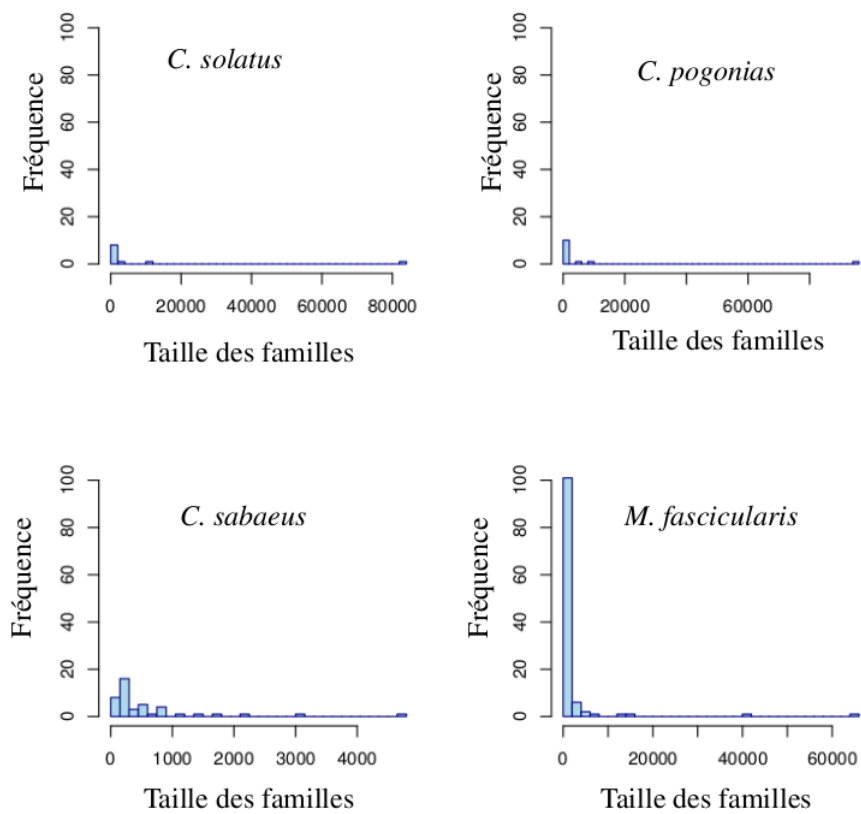 C. solatus
Fréquence
100
80
60
40
20
0
0 20000 40000 60000 80000
Taille des familles
C. pogonias
Fréquence
100
80
60
40
20
0
0 20000 60000
Taille des familles
C. sabaeus
Fréquence
100
80
60
40
20
0
0 1000 2000 3000 4000
Taille des familles
M. fascicularis
Fréquence
100
80
60
40
20
0
0 20000 40000 60000
Taille des familles